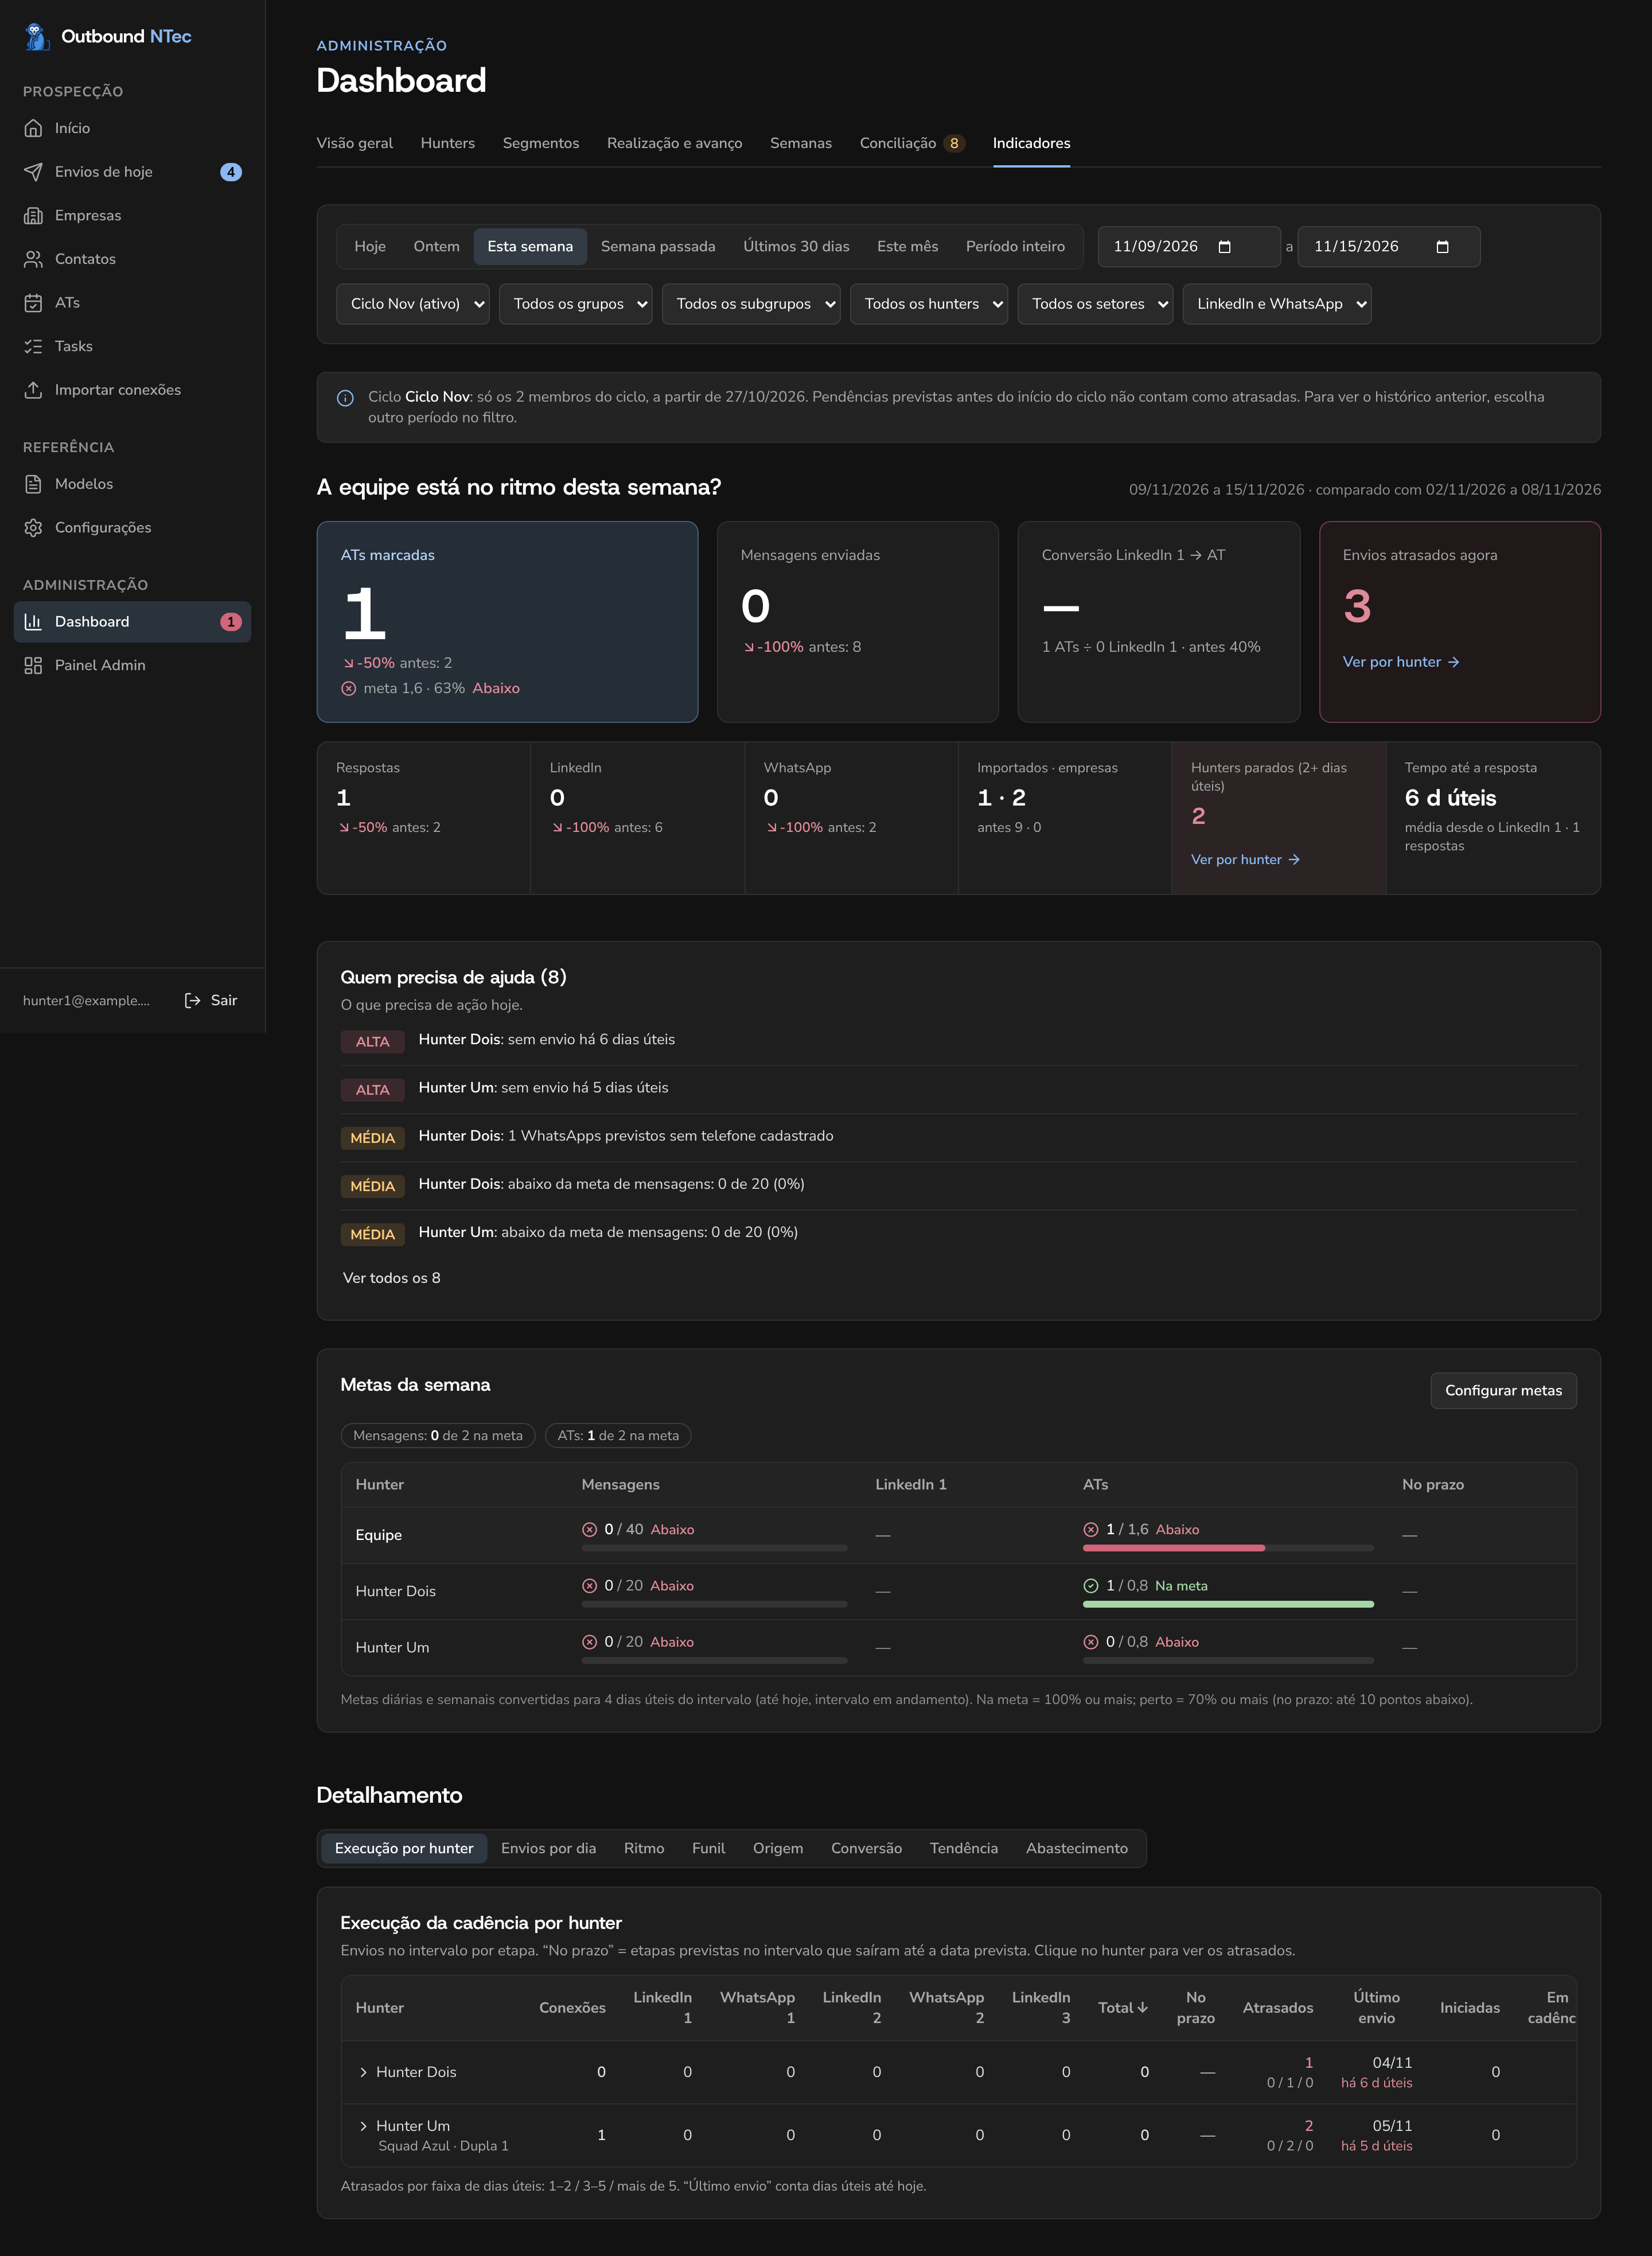 Outbound NTec
PROSPECÇÃO
Início
Envios de hoje 4
Empresas
Contatos
ATs
Tasks
Importar conexões
REFERÊNCIA
Modelos
Configurações
ADMINISTRAÇÃO
Dashboard 1
Painel Admin
hunter1@example.... Sair
ADMINISTRAÇÃO
Dashboard
Visão geral Hunters Segmentos Realização e avanço Semanas Conciliação 8 Indicadores
Hoje Ontem Esta semana Semana passada Últimos 30 dias Este mês Período inteiro 11/09/2026 a 11/15/2026
Ciclo Nov (ativo) Todos os grupos Todos os subgrupos Todos os hunters Todos os setores LinkedIn e WhatsApp
Ciclo Ciclo Nov: só os 2 membros do ciclo, a partir de 27/10/2026. Pendências previstas antes do início do ciclo não contam como atrasadas. Para ver o histórico anterior, escolha
outro período no filtro.
A equipe está no ritmo desta semana?
09/11/2026 a 15/11/2026 · comparado com 02/11/2026 a 08/11/2026
ATs marcadas
1
↘-50% antes: 2
meta 1,6 · 63% Abaixo
Mensagens enviadas
0
↘-100% antes: 8
Conversão LinkedIn 1 → AT
—
1 ATs ÷ 0 LinkedIn 1 · antes 40%
Envios atrasados agora
3
Ver por hunter →
Respostas
1
↘-50% antes: 2
LinkedIn
0
↘-100% antes: 6
WhatsApp
0
↘-100% antes: 2
Importados · empresas
1 · 2
antes 9 · 0
Hunters parados (2+ dias
úteis)
2
Ver por hunter →
Tempo até a resposta
6 d úteis
média desde o LinkedIn 1 · 1
respostas
Quem precisa de ajuda (8)
O que precisa de ação hoje.
ALTA Hunter Dois: sem envio há 6 dias úteis
ALTA Hunter Um: sem envio há 5 dias úteis
MÉDIA Hunter Dois: 1 WhatsApps previstos sem telefone cadastrado
MÉDIA Hunter Dois: abaixo da meta de mensagens: 0 de 20 (0%)
MÉDIA Hunter Um: abaixo da meta de mensagens: 0 de 20 (0%)
Ver todos os 8
Metas da semana
Configurar metas
Mensagens: 0 de 2 na meta ATs: 1 de 2 na meta
Hunter Mensagens LinkedIn 1 ATs No prazo
Equipe 0 / 40 Abaixo — 1 / 1,6 Abaixo —
Hunter Dois 0 / 20 Abaixo — 1 / 0,8 Na meta —
Hunter Um 0 / 20 Abaixo — 0 / 0,8 Abaixo —
Metas diárias e semanais convertidas para 4 dias úteis do intervalo (até hoje, intervalo em andamento). Na meta = 100% ou mais; perto = 70% ou mais (no prazo: até 10 pontos abaixo).
Detalhamento
Execução por hunter Envios por dia Ritmo Funil Origem Conversão Tendência Abastecimento
Execução da cadência por hunter
Envios no intervalo por etapa. “No prazo” = etapas previstas no intervalo que saíram até a data prevista. Clique no hunter para ver os atrasados.
Hunter Conexões LinkedIn 1 WhatsApp 1 LinkedIn 2 WhatsApp 2 LinkedIn 3 Total ↓ No prazo Atrasados Último envio Iniciadas Em cadênc
Hunter Dois 0 0 0 0 0 0 0 — 1 04/11 0
0 / 1 / 0 há 6 d úteis
Hunter Um 1 0 0 0 0 0 0 — 2 05/11 0
Squad Azul · Dupla 1 0 / 2 / 0 há 5 d úteis
Atrasados por faixa de dias úteis: 1–2 / 3–5 / mais de 5. “Último envio” conta dias úteis até hoje.